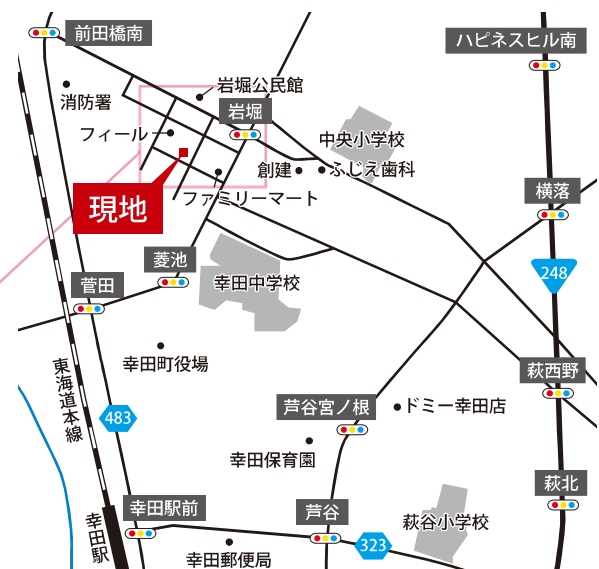 前田橋南
ハピネスヒル南
岩堀公民館
消防署
岩堀
フィール
中央小学校
創建
ふじえ歯科
横落
ファミリーマート
現地
菱池
248
菅田
幸田中学校
幸田町役場
萩西野
東海道本線
芦谷宮ノ根
ドミー幸田店
483
幸田保育園
萩北
幸田駅前
芦谷
萩谷小学校
幸田駅
323
幸田郵便局